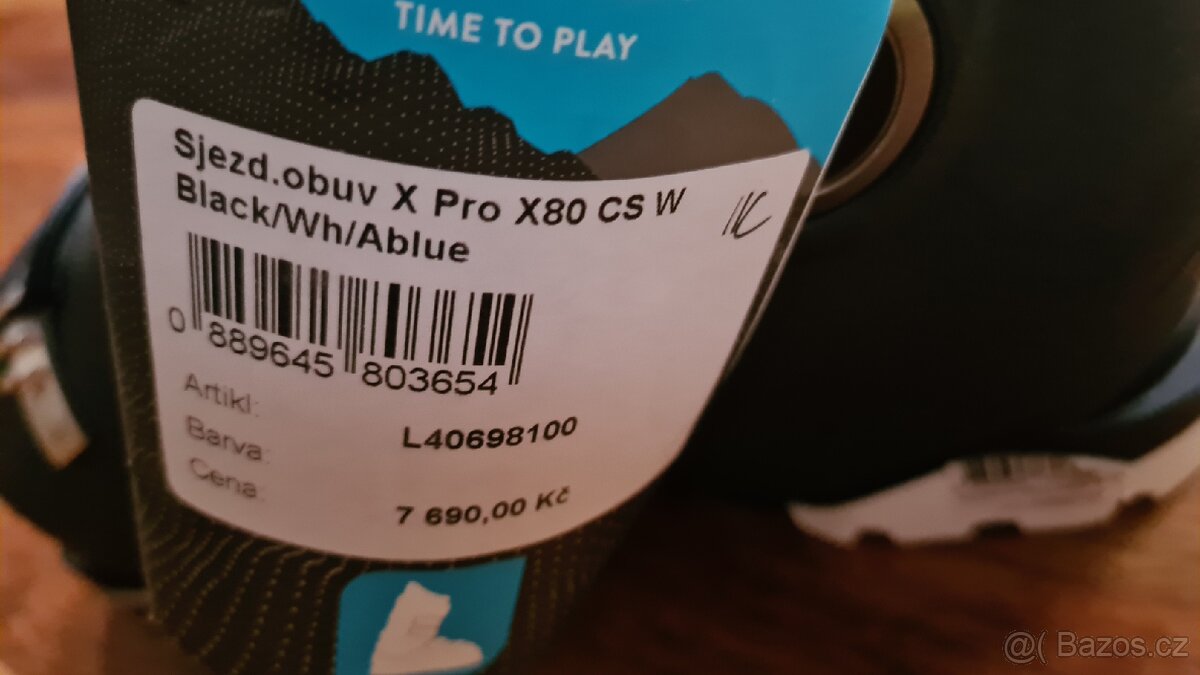 TIME TO PLAY
Sjezd.obuv X Pro X80 CS W
Black/Wh/Ablue
0 889645 803654
Artikl:
L40698100
Barva:
Cena:
7 690,00 Kč
@( Bazos.cz